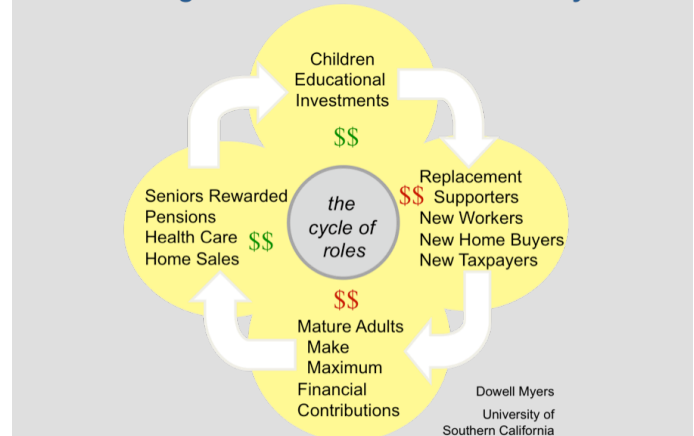 Children
Educational
Investments
$$
Replacement
$$ Supporters
New Workers
New Home Buyers
New Taxpayers
Seniors Rewarded
Pensions
Health Care $$
Home Sales
the
cycle of
roles
$$
Mature Adults
Make
Maximum
Financial
Contributions
Dowell Myers
University of
Southern California